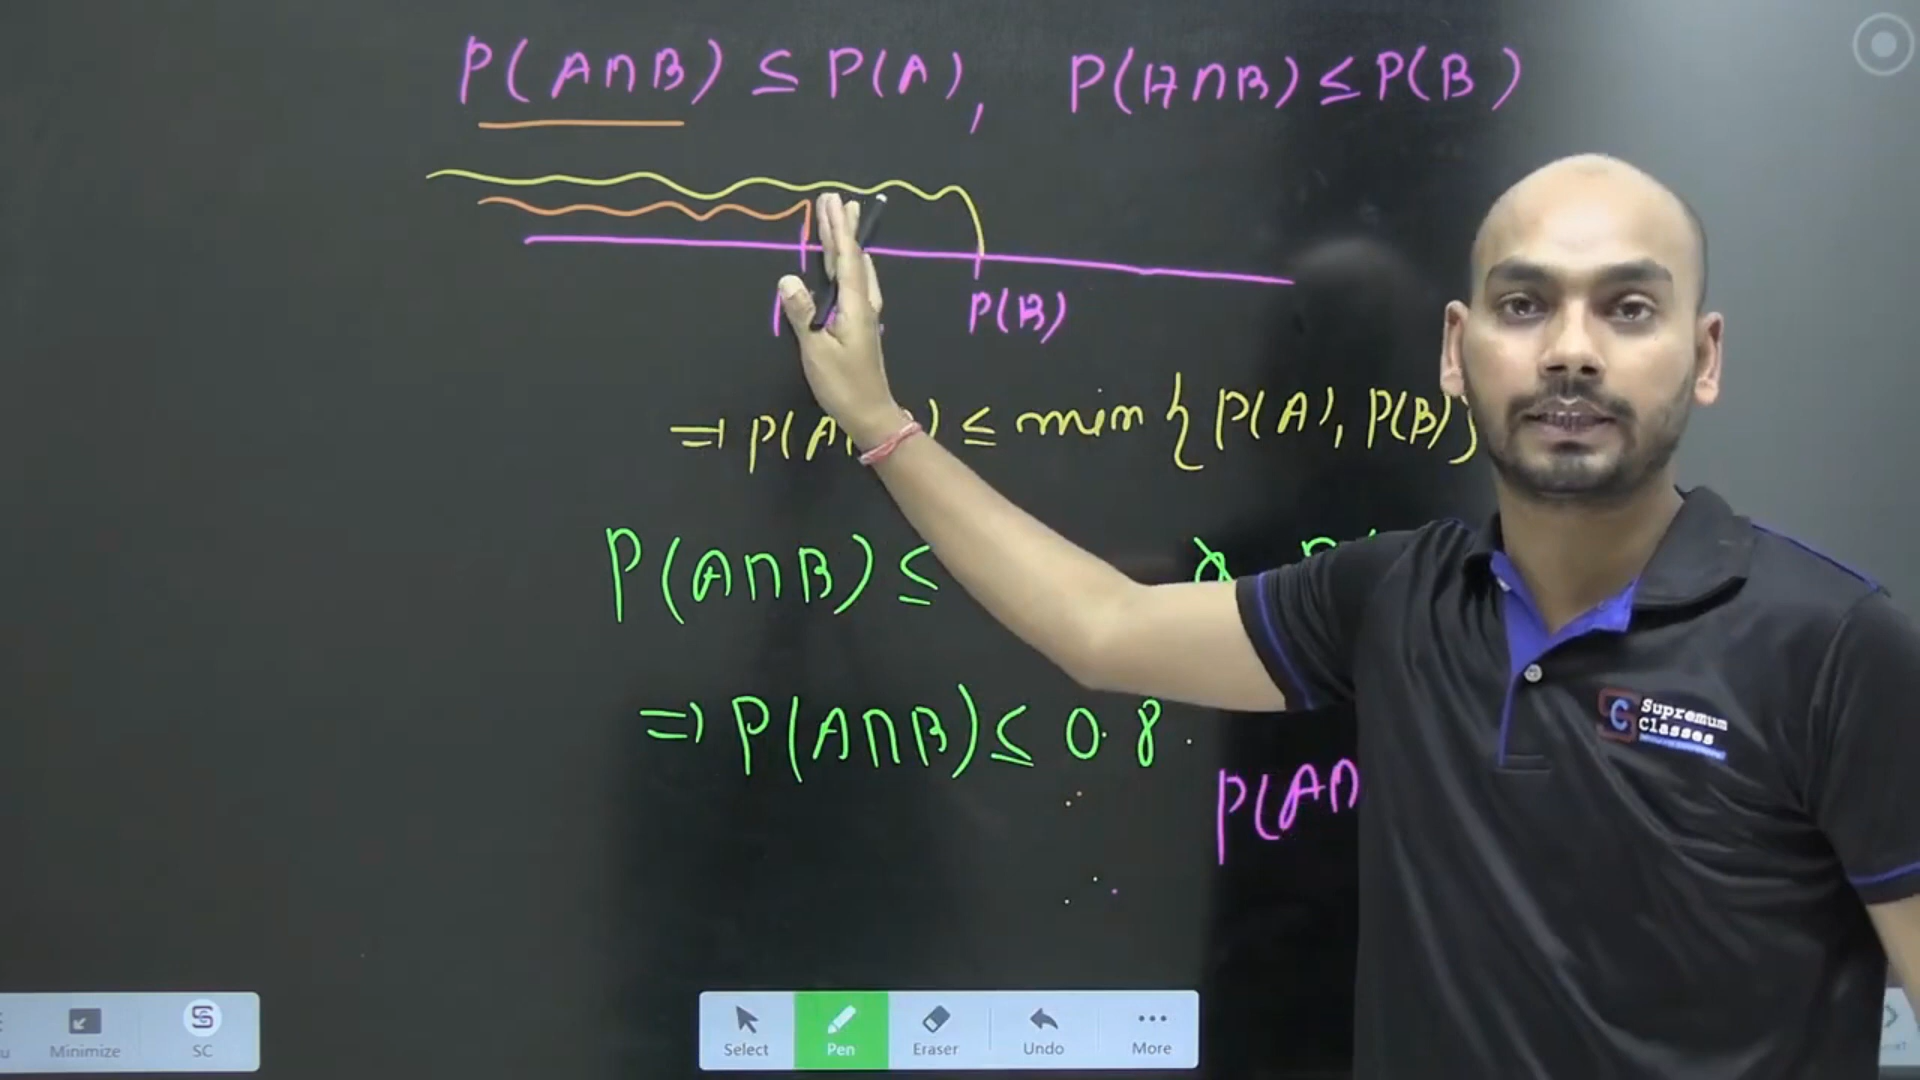 P(A∩B) ≤ P(A), P(A∩B) ≤ P(B)
P(B)
⇒ P(A ) ≤ min { P(A), P(B) }
P(A∩B) ≤
⇒ P(A∩B) ≤ 0.8
P(A∩
Supremum
Classes
Minimize
SC
Select
Pen
Eraser
Undo
More